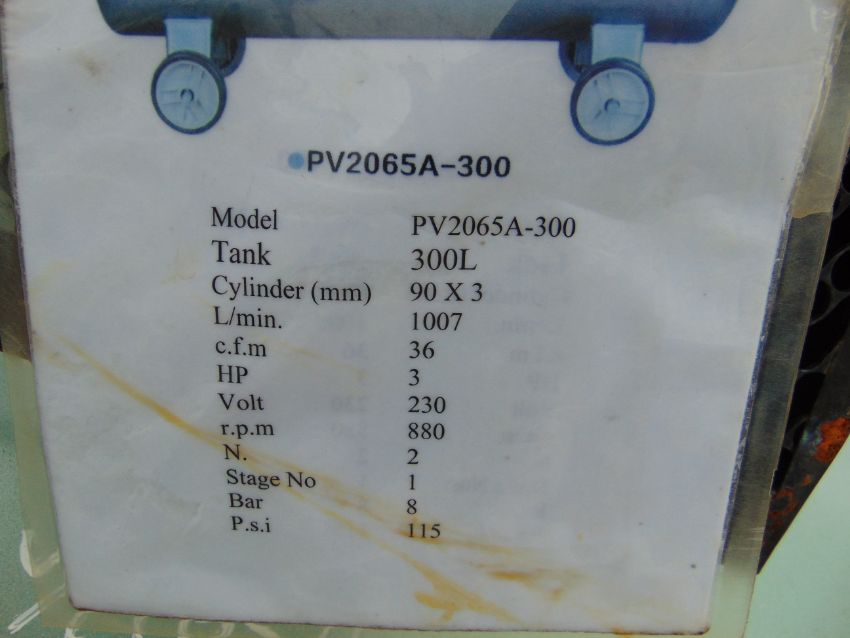 PV2065A-300
Model PV2065A-300
Tank 300L
Cylinder (mm) 90 X 3
L/min. 1007
c.f.m 36
HP 3
Volt 230
r.p.m 880
N. 2
Stage No 1
Bar 8
P.s.i 115